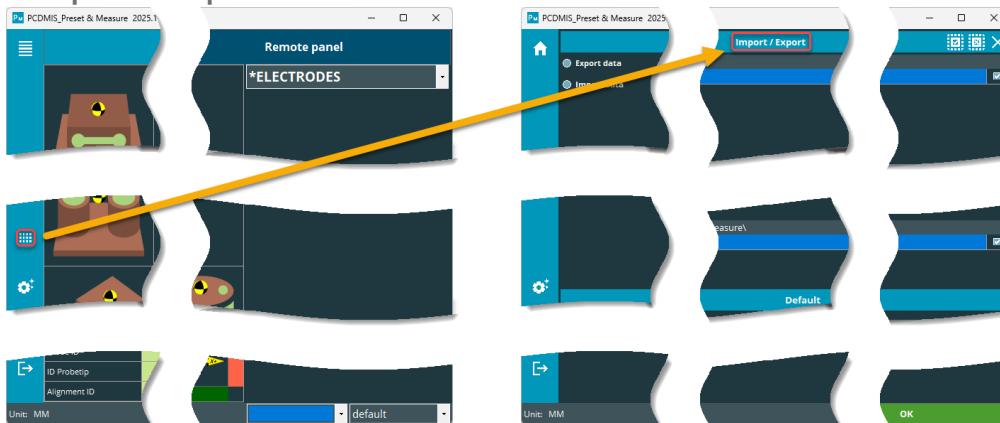 PCDMIS_Preset & Measure 2025.1
Remote panel
*ELECTRODES
ID Probetip
Alignment ID
Unit: MM
default
PCDMIS_Preset & Measure 2025
Import / Export
Export data
easure\
Default
Unit: MM
OK